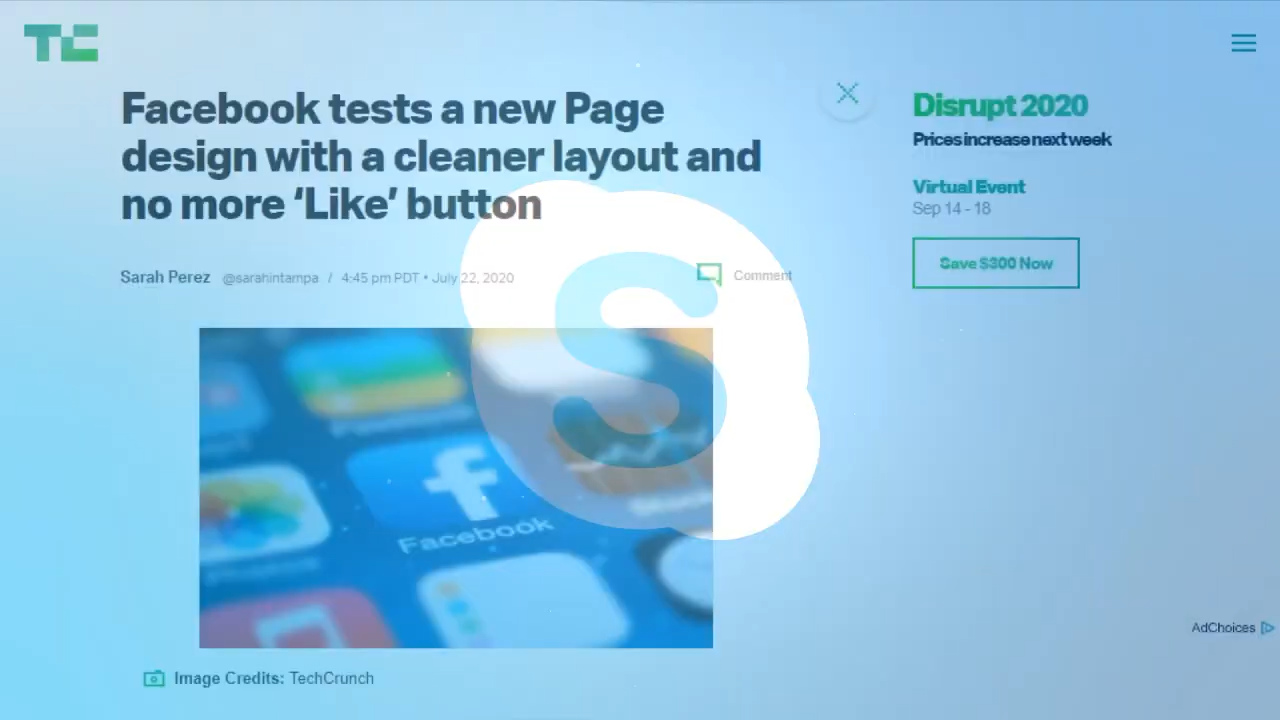 TC
Facebook tests a new Page
design with a cleaner layout and
no more ‘Like’ button
Sarah Perez @sarahintampa / 4:45 pm PDT • July 22, 2020
Comment
Disrupt 2020
Prices increase next week
Virtual Event
Sep 14 - 18
Save $300 Now
S
Facebook
AdChoices
Image Credits: TechCrunch